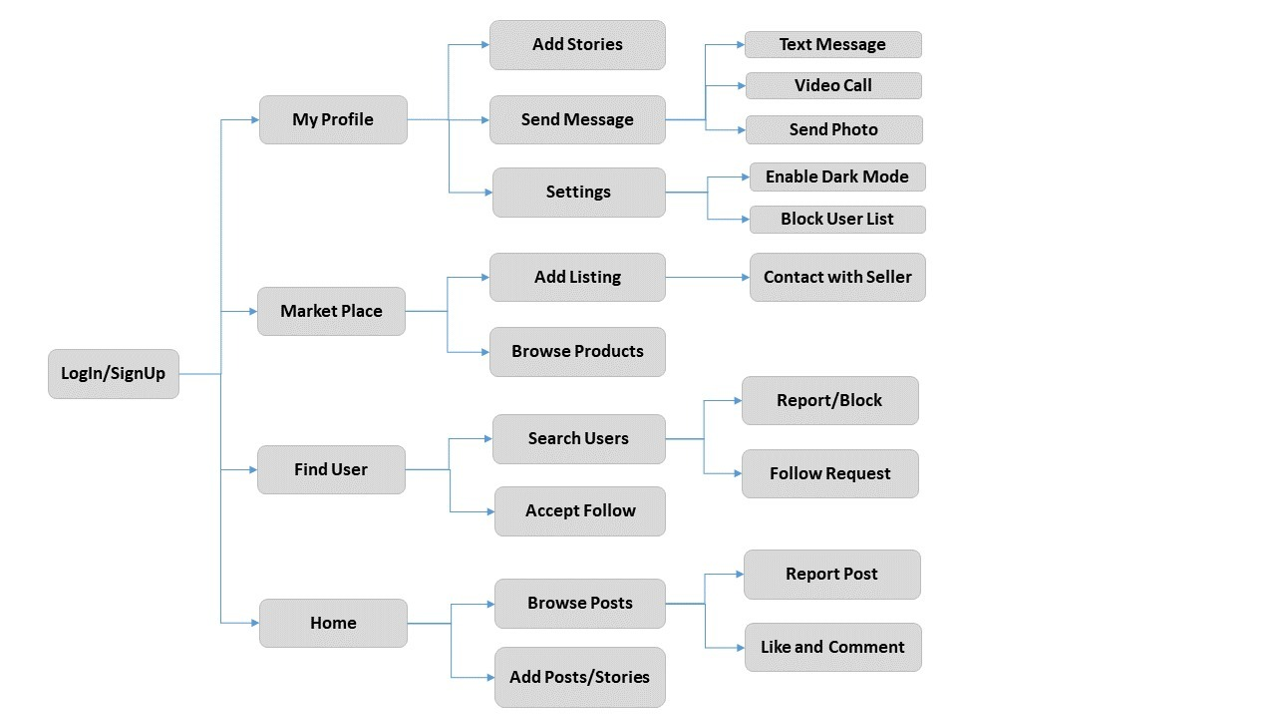 Add Stories
Text Message
Video Call
My Profile
Send Message
Send Photo
Settings
Enable Dark Mode
Block User List
Add Listing
Contact with Seller
Market Place
Browse Products
LogIn/SignUp
Report/Block
Search Users
Find User
Follow Request
Accept Follow
Report Post
Browse Posts
Home
Like and Comment
Add Posts/Stories